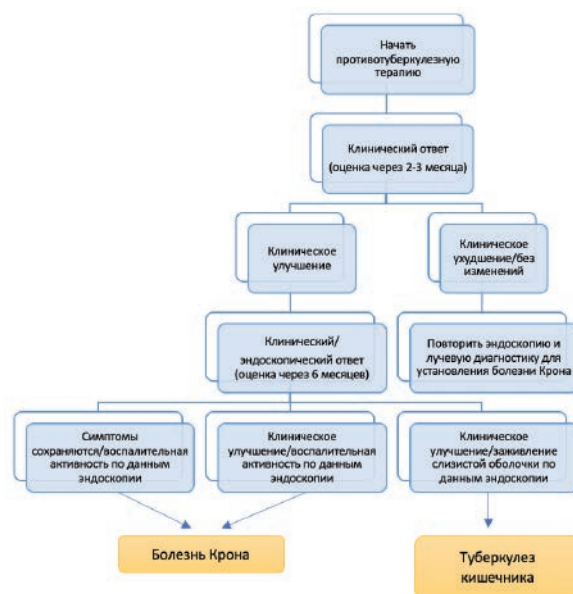 Начать
противотуберкулезную
терапию
Клинический ответ
(оценка через 2-3 месяца)
Клиническое
улучшение
Клиническое
ухудшение/без
изменений
Клинический/
эндоскопический ответ
(оценка через 6 месяцев)
Повторить эндоскопию и
лучевую диагностику для
установления болезни Крона
Симптомы
сохраняются/воспалительная
активность по данным
эндоскопии
Клиническое
улучшение/воспалительная
активность по данным
эндоскопии
Клиническое
улучшение/заживление
слизистой оболочки по
данным эндоскопии
Болезнь Крона
Туберкулез
кишечника